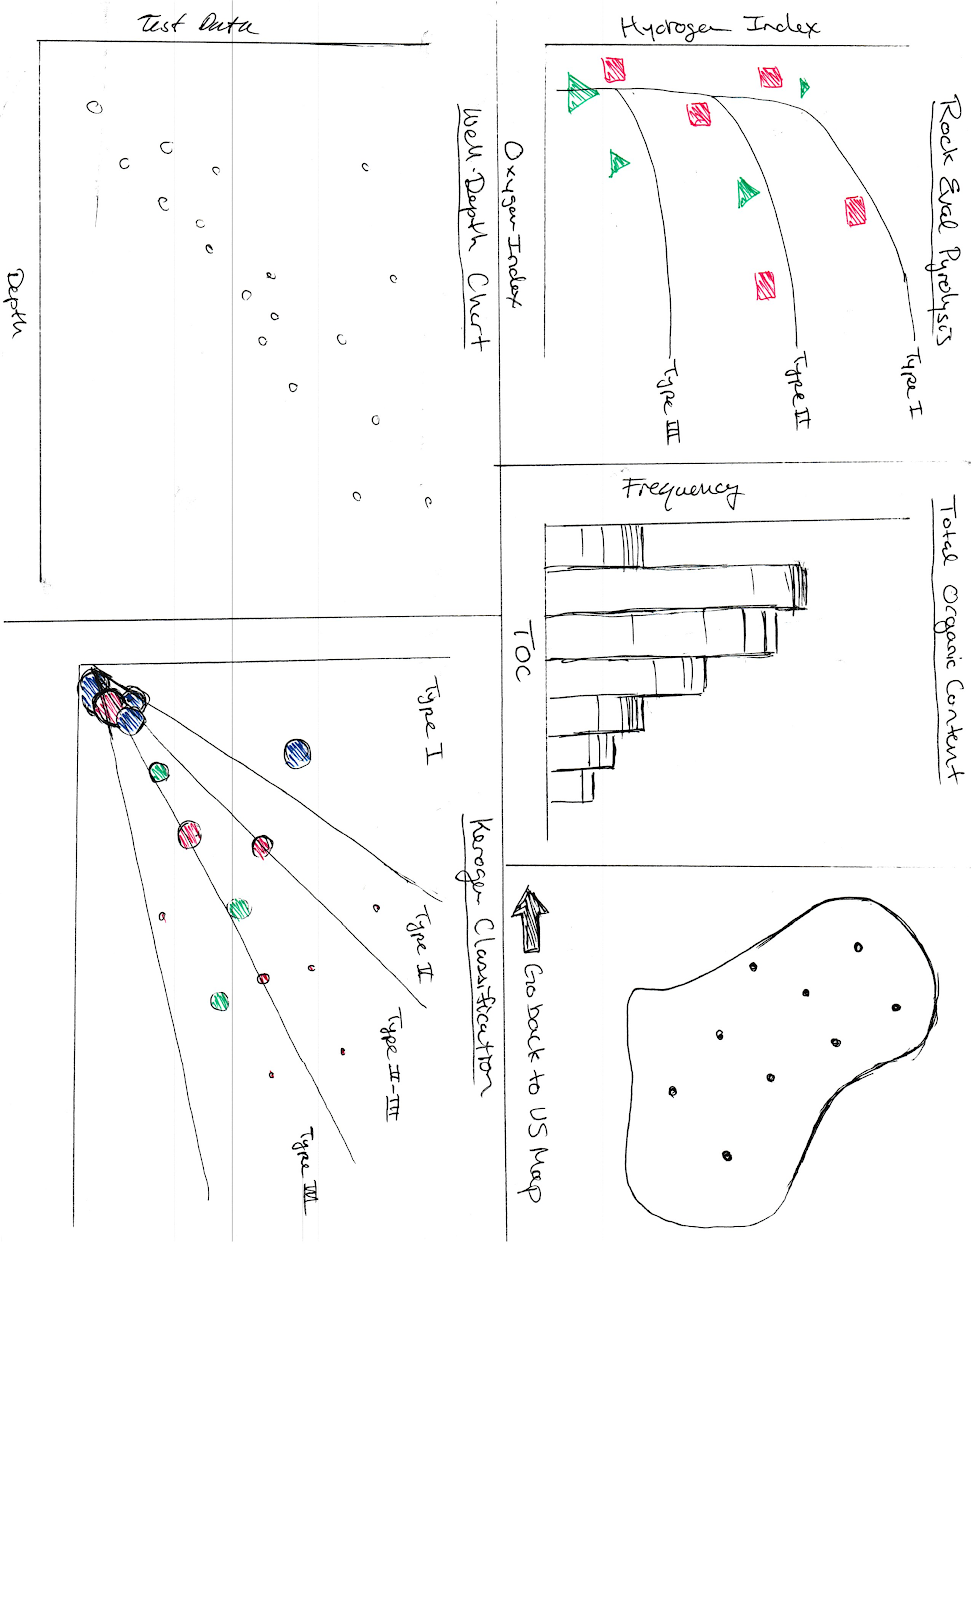 Rock Eval Pyrolysis
Hydrogen Index
Type I
Type II
Type III
Oxygen Index
Total Organic Content
Frequency
TOC
Go back to US Map
Well-Depth Chart
Test Data
Depth
Kerogen Classification
Type I
Type II
Type II-III
Type III